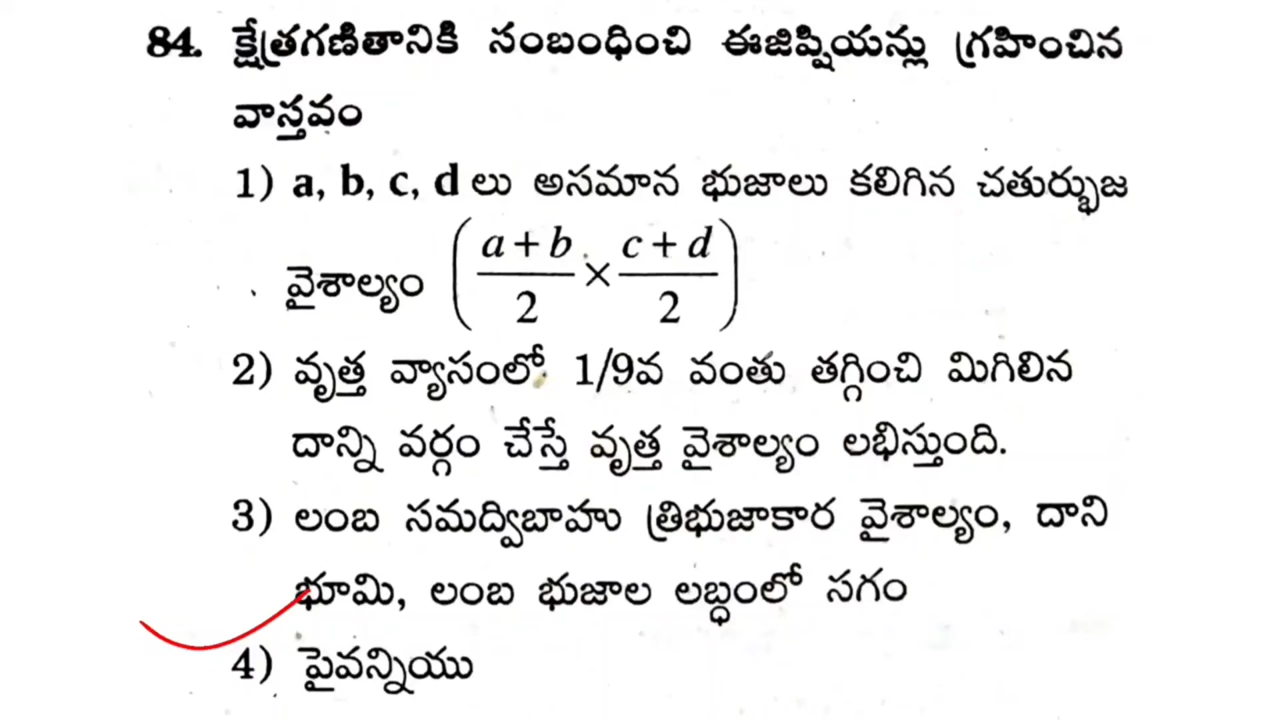 84. క్షేత్రగణితానికి సంబంధించి ఈజిప్షియన్లు గ్రహించిన
వాస్తవం
1) a, b, c, d లు అసమాన భుజాలు కలిగిన చతుర్భుజ
వైశాల్యం (a + b / 2 × c + d / 2)
2) వృత్త వ్యాసంలో 1/9వ వంతు తగ్గించి మిగిలిన
దాన్ని వర్గం చేస్తే వృత్త వైశాల్యం లభిస్తుంది.
3) లంబ సమద్విబాహు త్రిభుజాకార వైశాల్యం, దాని
భూమి, లంబ భుజాల లబ్ధంలో సగం
4) పైవన్నియు